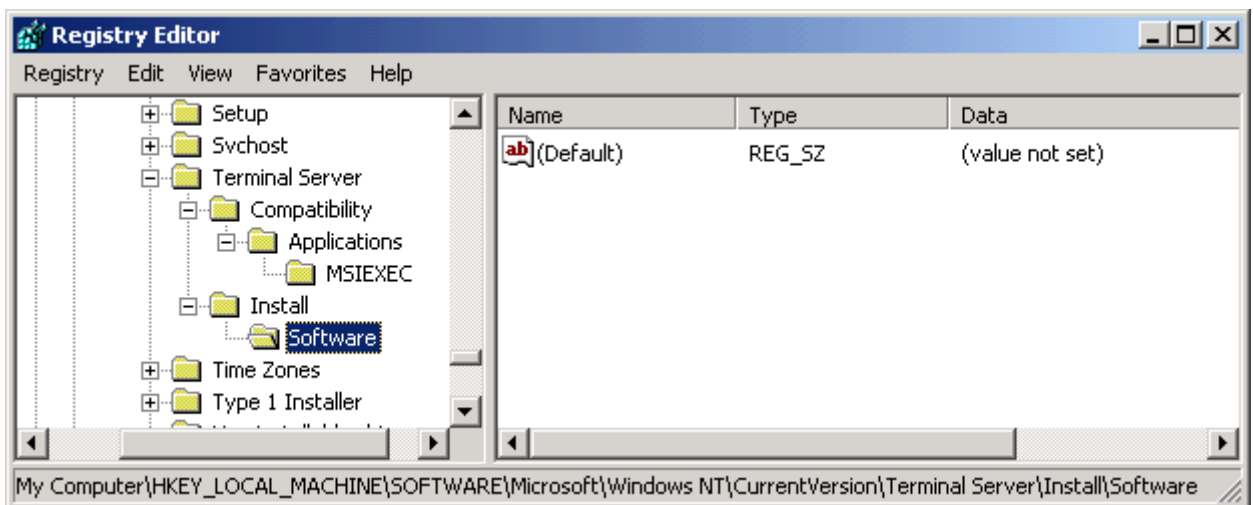 Registry Editor
Registry Edit View Favorites Help
Setup
Svchost
Terminal Server
Compatibility
Applications
MSIEXEC
Install
Software
Time Zones
Type 1 Installer
Name Type Data
ab (Default) REG_SZ (value not set)
My Computer\HKEY_LOCAL_MACHINE\SOFTWARE\Microsoft\Windows NT\CurrentVersion\Terminal Server\Install\Software